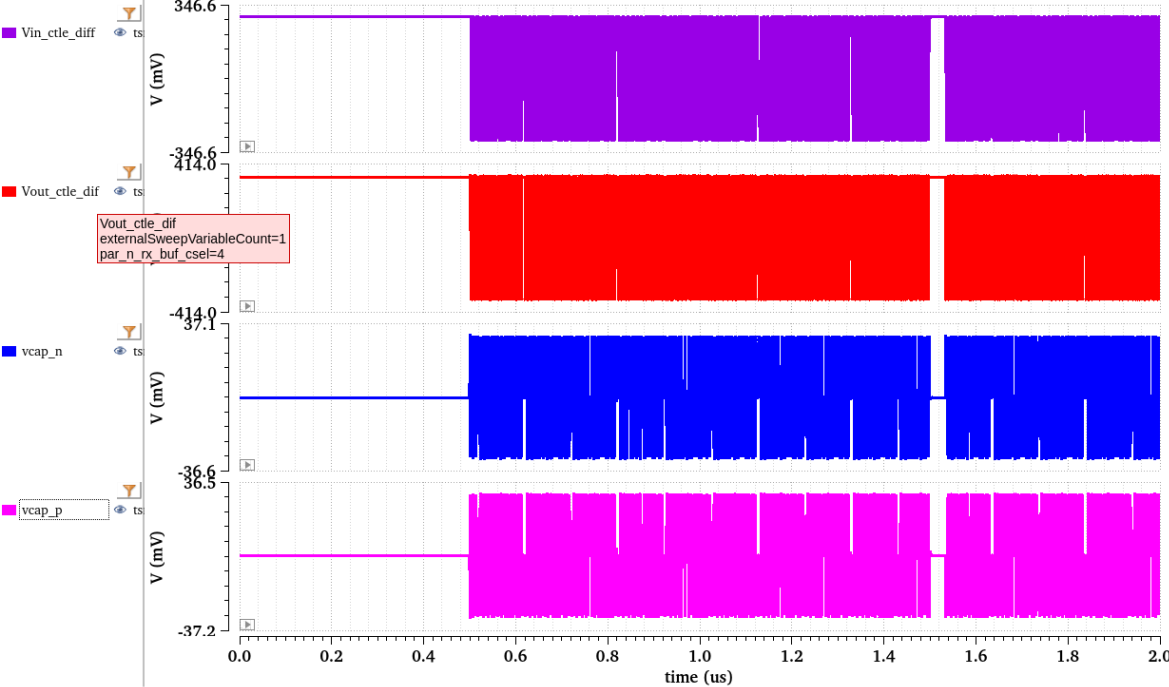 346.6
Vin_ctle_diff
ts
V (mV)
-346.6
414.0
Vout_ctle_dif
ts
Vout_ctle_dif
externalSweepVariableCount=1
par_n_rx_buf_csel=4
-414.0
37.1
vcap_n
ts
V (mV)
-36.6
36.5
vcap_p
ts
V (mV)
-37.2
0.0 0.2 0.4 0.6 0.8 1.0 1.2 1.4 1.6 1.8 2.0
time (us)